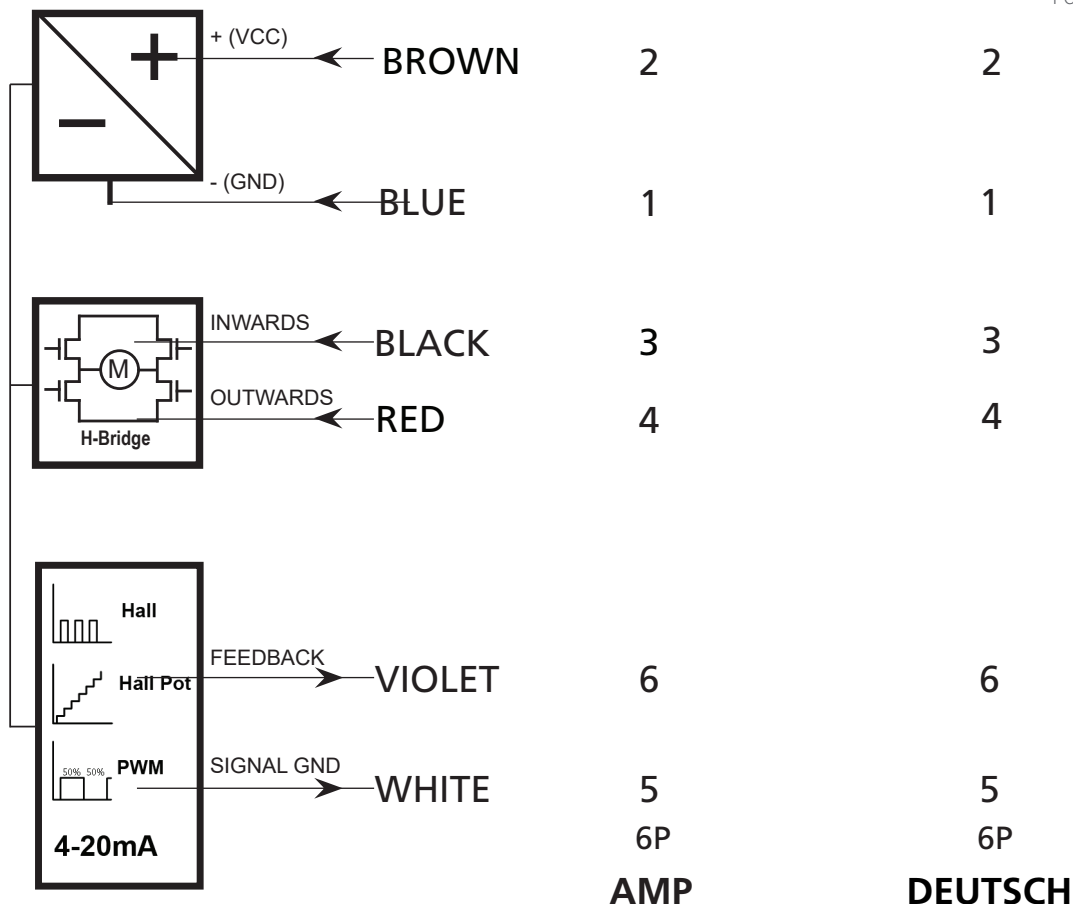 + (VCC) BROWN 2 2
- (GND) BLUE 1 1
INWARDS BLACK 3 3
M
OUTWARDS RED 4 4
H-Bridge
Hall
FEEDBACK VIOLET 6 6
Hall Pot
50% 50% PWM SIGNAL GND WHITE 5 5
6P 6P
4-20mA
AMP DEUTSCH